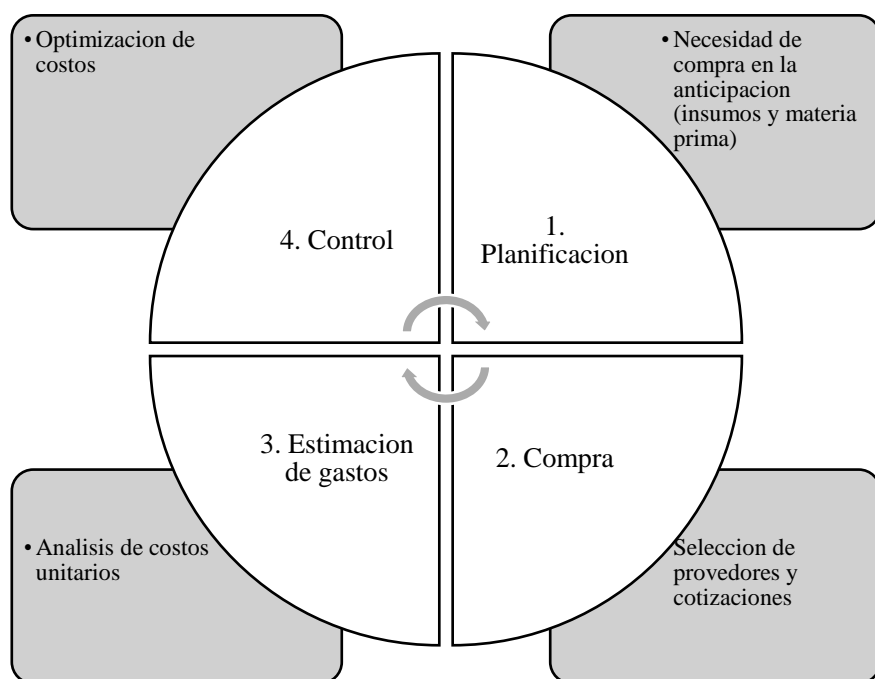 • Optimizacion de
costos
• Necesidad de
compra en la
anticipacion
(insumos y materia
prima)
4. Control
1.
Planificacion
3. Estimacion
de gastos
2. Compra
• Analisis de costos
unitarios
Seleccion de
provedores y
cotizaciones